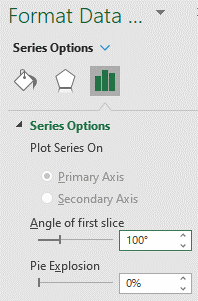 Format Data ...
Series Options
Series Options
Plot Series On
Primary Axis
Secondary Axis
Angle of first slice
100°
Pie Explosion
0%